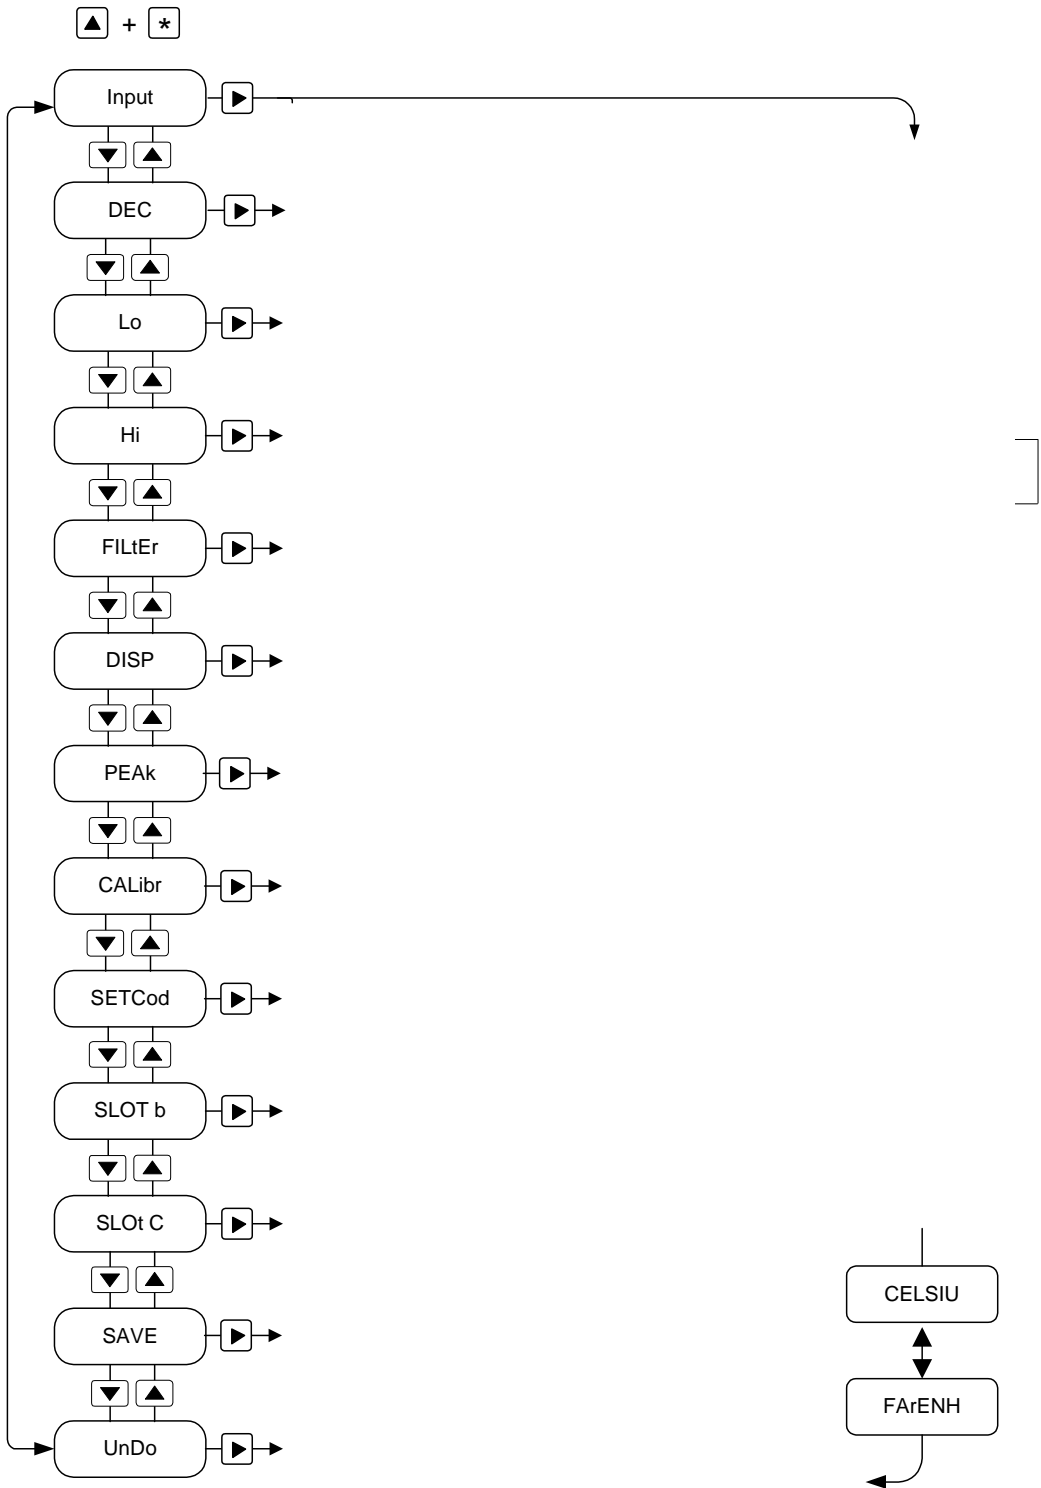 + *
Input
DEC
Lo
Hi
FILtEr
DISP
PEAk
CALibr
SETCod
SLOT b
SLOt C
SAVE
UnDo
CELSIU
FArENH